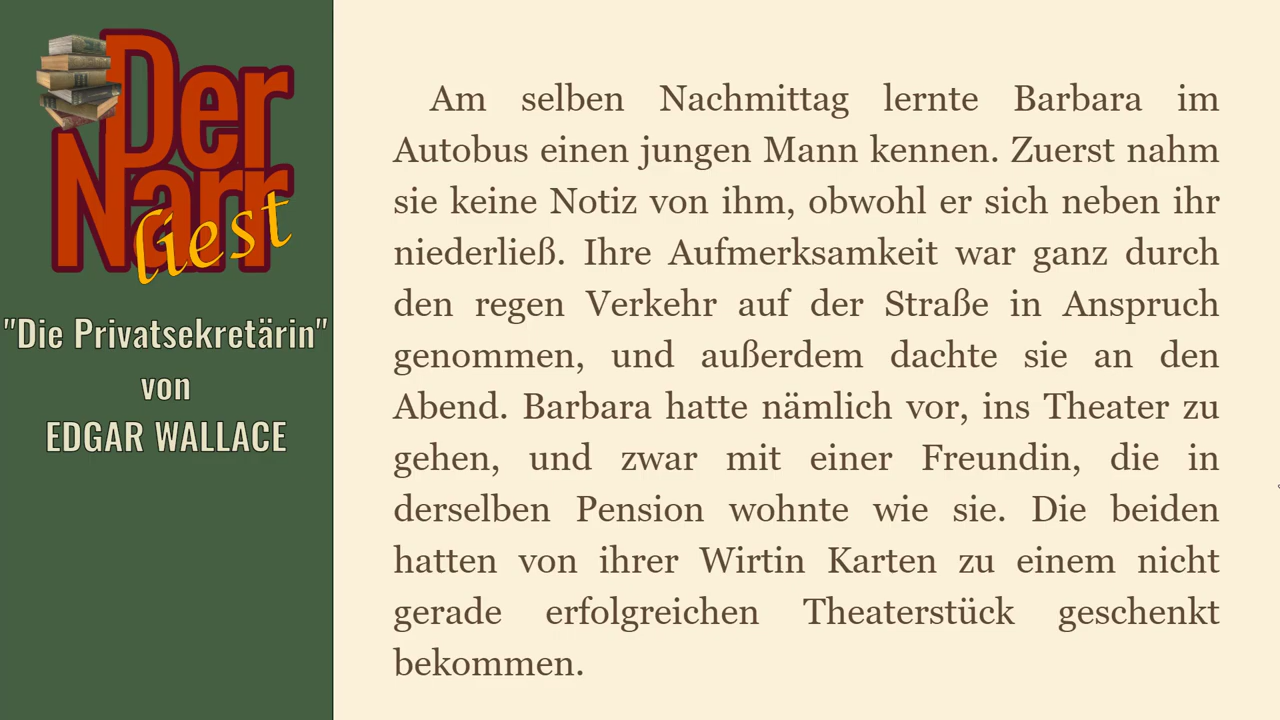 Der
Narr
liest
"Die Privatsekretärin"
von
EDGAR WALLACE
Am selben Nachmittag lernte Barbara im
Autobus einen jungen Mann kennen. Zuerst nahm
sie keine Notiz von ihm, obwohl er sich neben ihr
niederließ. Ihre Aufmerksamkeit war ganz durch
den regen Verkehr auf der Straße in Anspruch
genommen, und außerdem dachte sie an den
Abend. Barbara hatte nämlich vor, ins Theater zu
gehen, und zwar mit einer Freundin, die in
derselben Pension wohnte wie sie. Die beiden
hatten von ihrer Wirtin Karten zu einem nicht
gerade erfolgreichen Theaterstück geschenkt
bekommen.